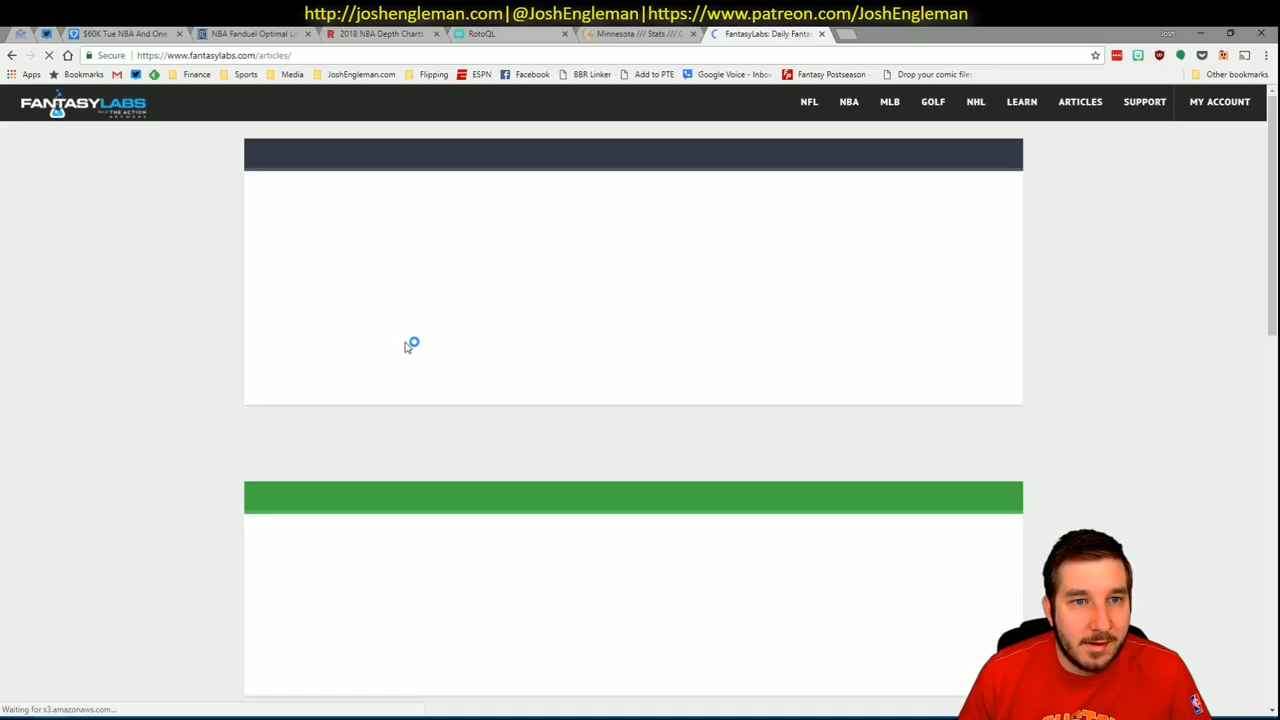 http://joshengleman.com|@JoshEngleman|https://www.patreon.com/JoshEngleman
$60K Tue NBA And One
NBA Fanduel Optimal Li
2018 NBA Depth Charts
RotoQL
Minnesota /// Stats /// C
FantasyLabs: Daily Fantas
Josh
Secure
https://www.fantasylabs.com/articles/
Apps
Bookmarks
Finance
Sports
Media
JoshEngleman.com
Flipping
ESPN
Facebook
BBR Linker
Add to PTE
Google Voice - Inbo
Fantasy Postseason -
Drop your comic file
Other bookmarks
FANTASYLABS
THE ACTION
NETWORK
NFL
NBA
MLB
GOLF
NHL
LEARN
ARTICLES
SUPPORT
MY ACCOUNT
Waiting for s3.amazonaws.com...